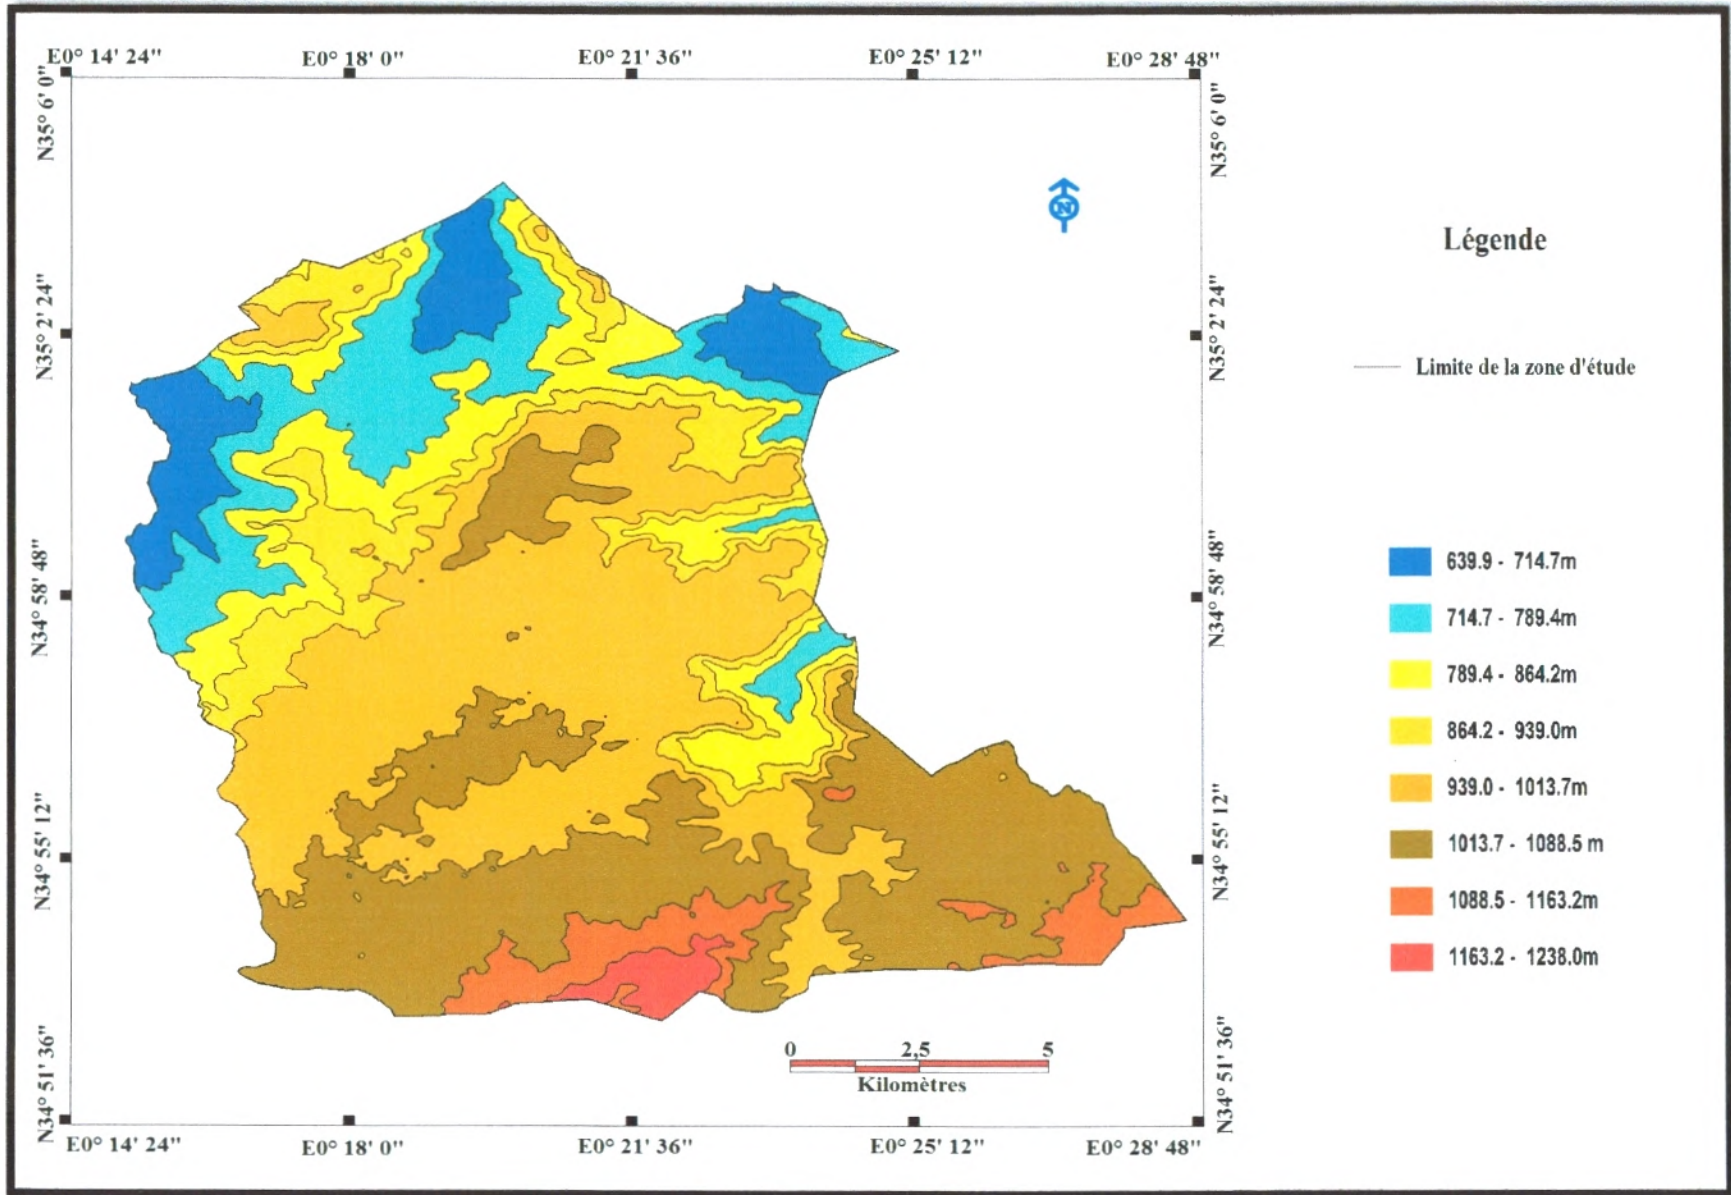 E0° 14' 24" E0° 18' 0" E0° 21' 36" E0° 25' 12" E0° 28' 48"
N35° 6' 0"
N35° 2' 24"
N34° 58' 48"
N34° 55' 12"
N34° 51' 36"
N
N35° 6' 0"
N35° 2' 24"
N34° 58' 48"
N34° 55' 12"
N34° 51' 36"
0 2,5 5
Kilomètres
E0° 14' 24" E0° 18' 0" E0° 21' 36" E0° 25' 12" E0° 28' 48"
Légende
Limite de la zone d'étude
639.9 - 714.7m
714.7 - 789.4m
789.4 - 864.2m
864.2 - 939.0m
939.0 - 1013.7m
1013.7 - 1088.5 m
1088.5 - 1163.2m
1163.2 - 1238.0m